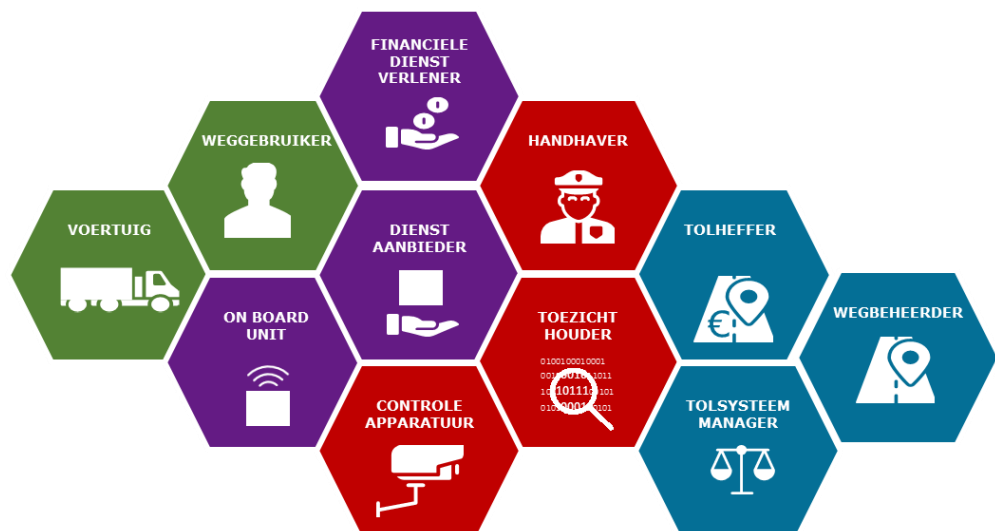 FINANCIELE
DIENST
VERLENER
WEGGEBRUIKER
HANDHAVER
VOERTUIG
DIENST
AANBIEDER
TOLHEFFER
ON BOARD
UNIT
TOEZICHT
HOUDER
WEGBEHEERDER
0100100010001
CONTROLE
APPARATUUR
TOLSYSTEEM
MANAGER
€